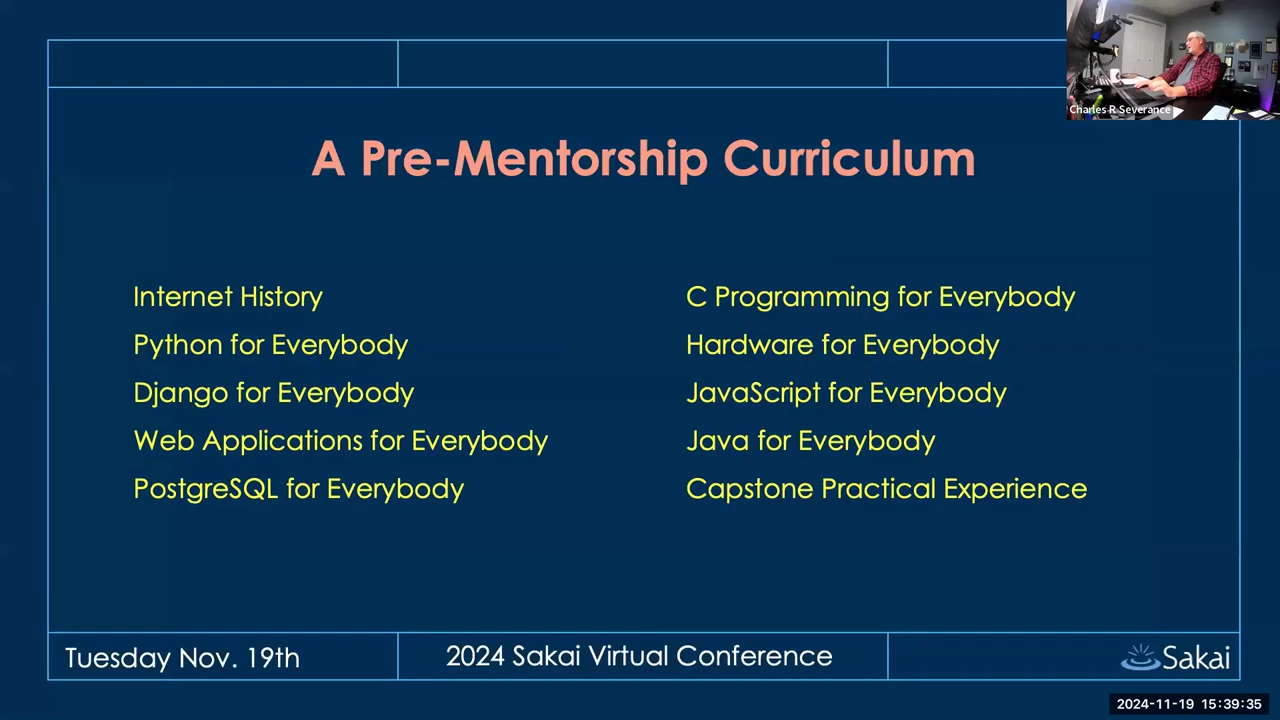 Charles R Severance
A Pre-Mentorship Curriculum
Internet History
Python for Everybody
Django for Everybody
Web Applications for Everybody
PostgreSQL for Everybody
C Programming for Everybody
Hardware for Everybody
JavaScript for Everybody
Java for Everybody
Capstone Practical Experience
Tuesday Nov. 19th
2024 Sakai Virtual Conference
Sakai
2024-11-19 15:39:35